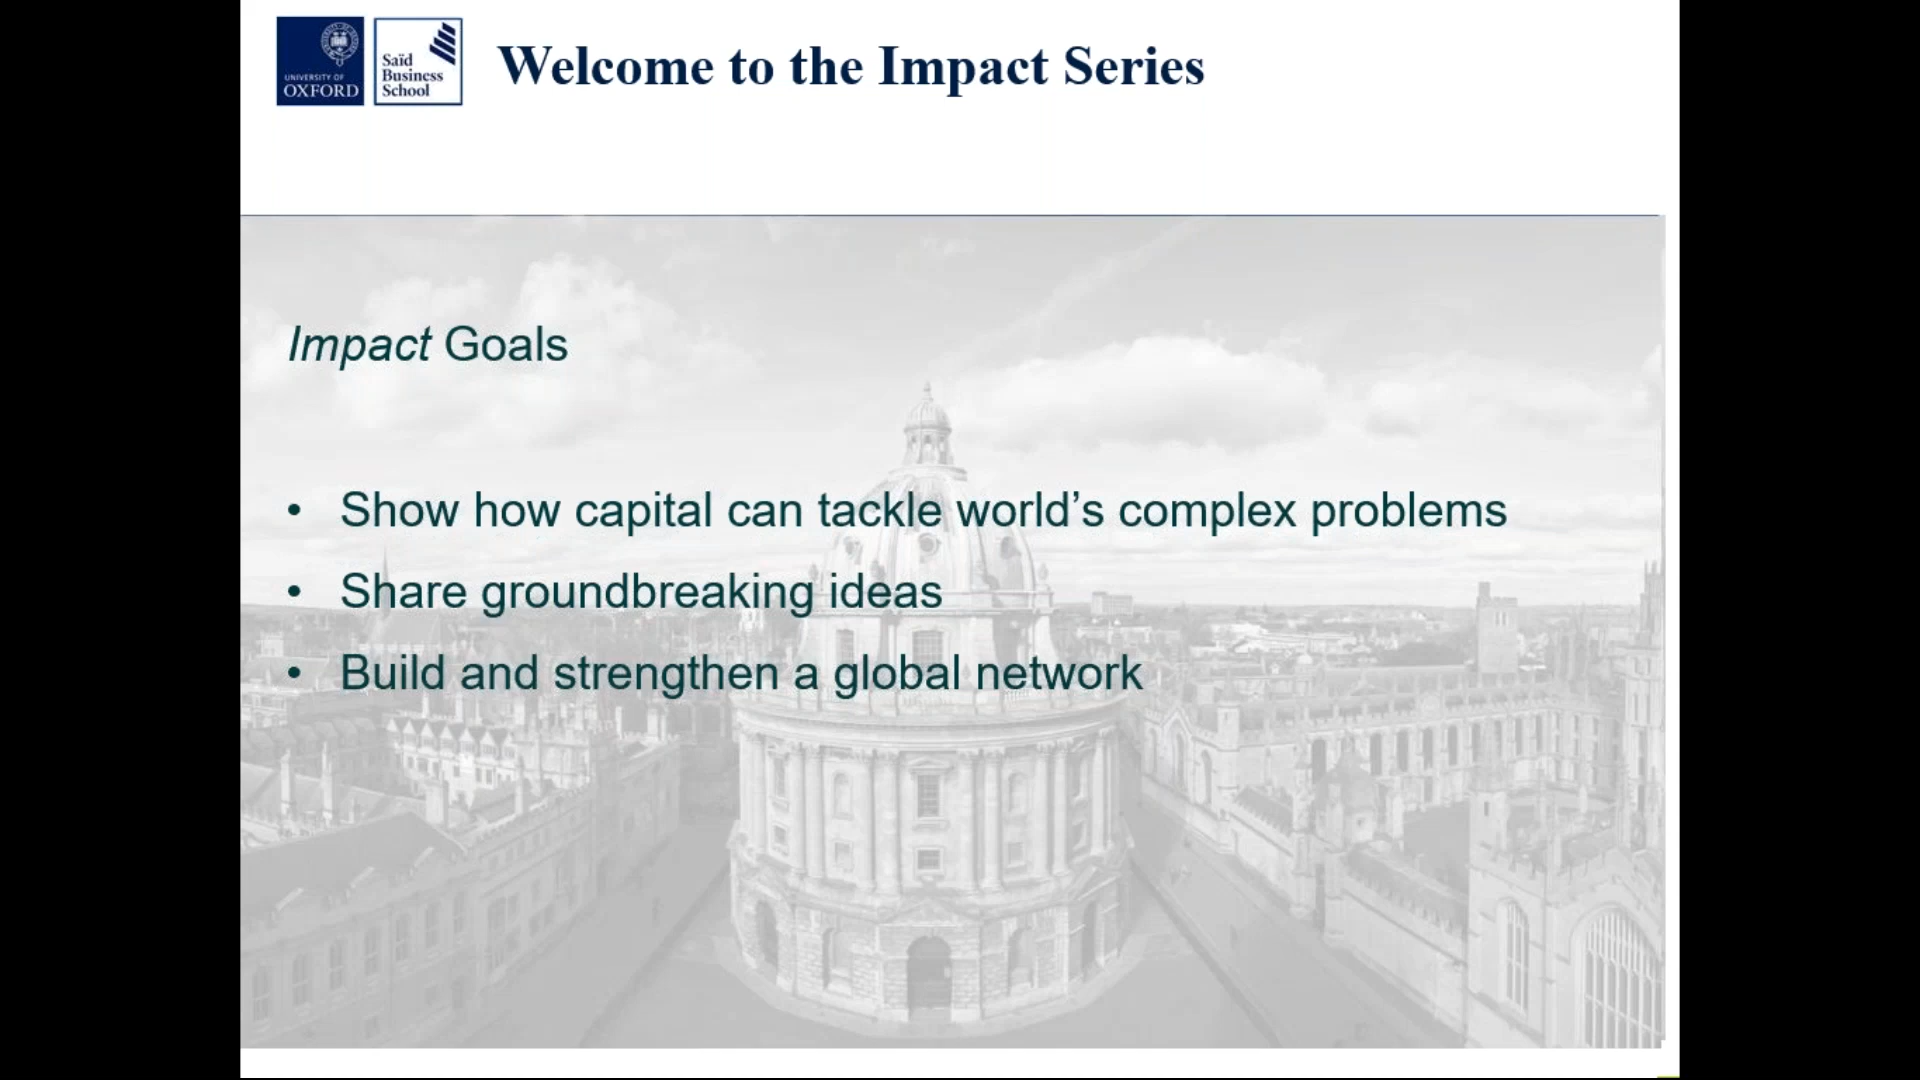 UNIVERSITY OF
OXFORD
Saïd
Business
School
Welcome to the Impact Series
Impact Goals
• Show how capital can tackle world’s complex problems
• Share groundbreaking ideas
• Build and strengthen a global network